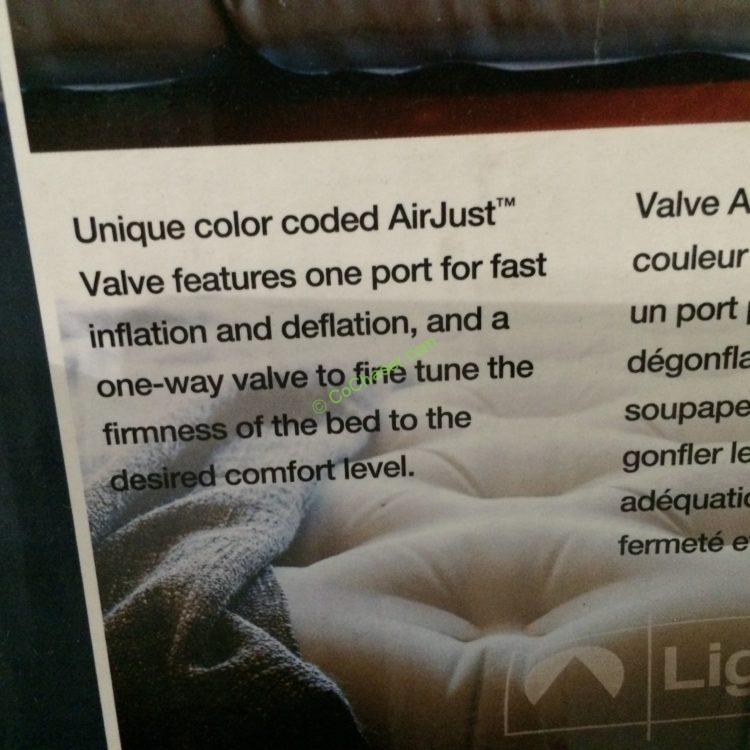 Unique color coded AirJust™
Valve features one port for fast
inflation and deflation, and a
one-way valve to fine tune the
firmness of the bed to the
desired comfort level.
Valve A
couleur
un port
dégonfla
soupape
gonfler le
adéquatio
fermeté e
© CoChaser.com
Lig